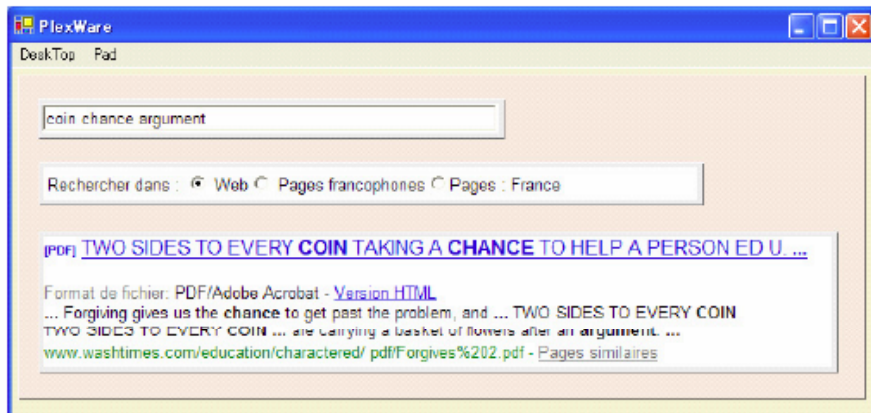 PlexWare
DeskTop Pad
coin chance argument
Rechercher dans : Web Pages francophones Pages : France
[PDF] TWO SIDES TO EVERY COIN TAKING A CHANCE TO HELP A PERSON ED U. ...
Format de fichier: PDF/Adobe Acrobat - Version HTML
... Forgiving gives us the chance to get past the problem, and ... TWO SIDES TO EVERY COIN
TWO SIDES TO EVERY COIN ... are carrying a basket of flowers after an argument. ...
www.washtimes.com/education/charactered/ pdf/Forgives%202.pdf - Pages similaires